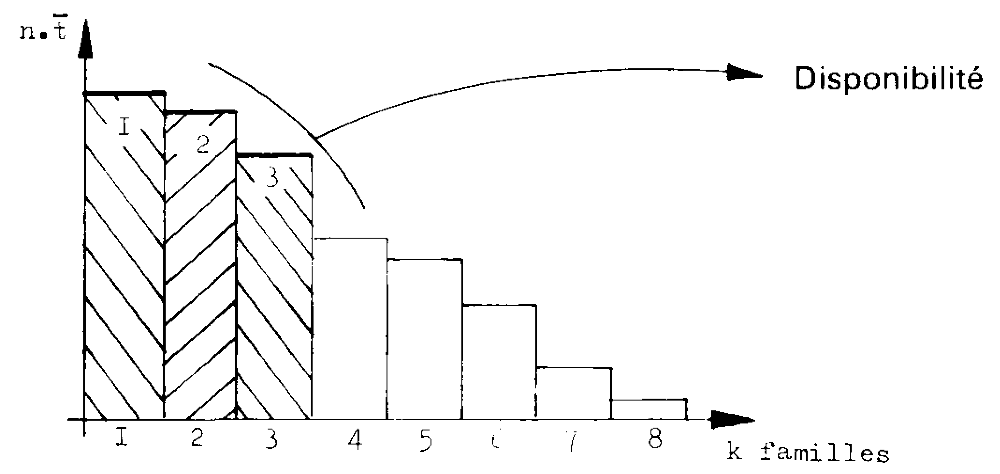 n.t̄
Disponibilité
I
2
3
I 2 3 4 5 7 8
k familles